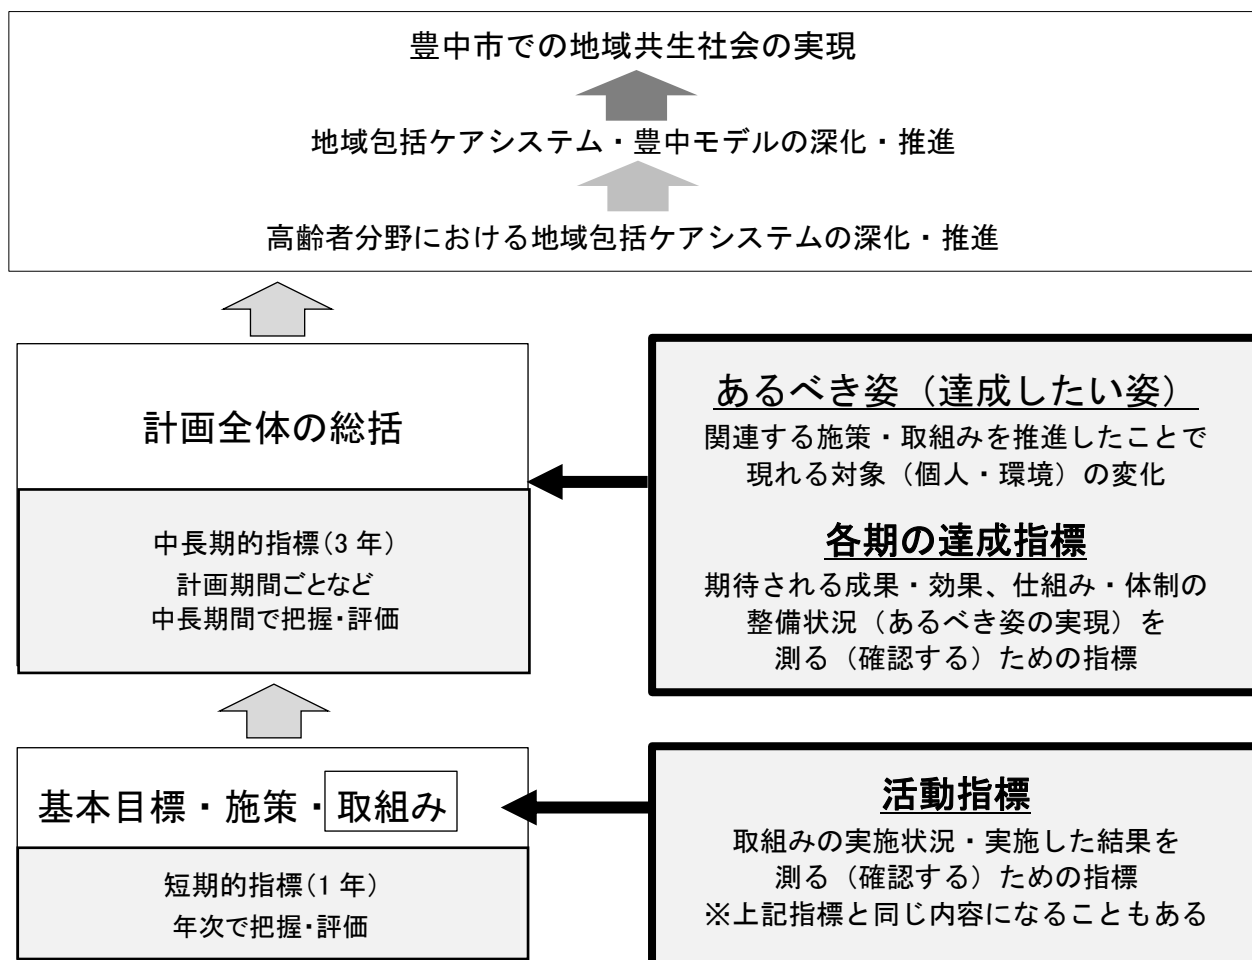 豊中市での地域共生社会の実現
地域包括ケアシステム・豊中モデルの深化・推進
高齢者分野における地域包括ケアシステムの深化・推進
計画全体の総括
中長期的指標（3 年）
計画期間ごとなど
中長期間で把握・評価
あるべき姿（達成したい姿）
関連する施策・取組みを推進したことで
現れる対象（個人・環境）の変化
各期の達成指標
期待される成果・効果、仕組み・体制の
整備状況（あるべき姿の実現）を
測る（確認する）ための指標
基本目標・施策・取組み
短期的指標（1 年）
年次で把握・評価
活動指標
取組みの実施状況・実施した結果を
測る（確認する）ための指標
※上記指標と同じ内容になることもある